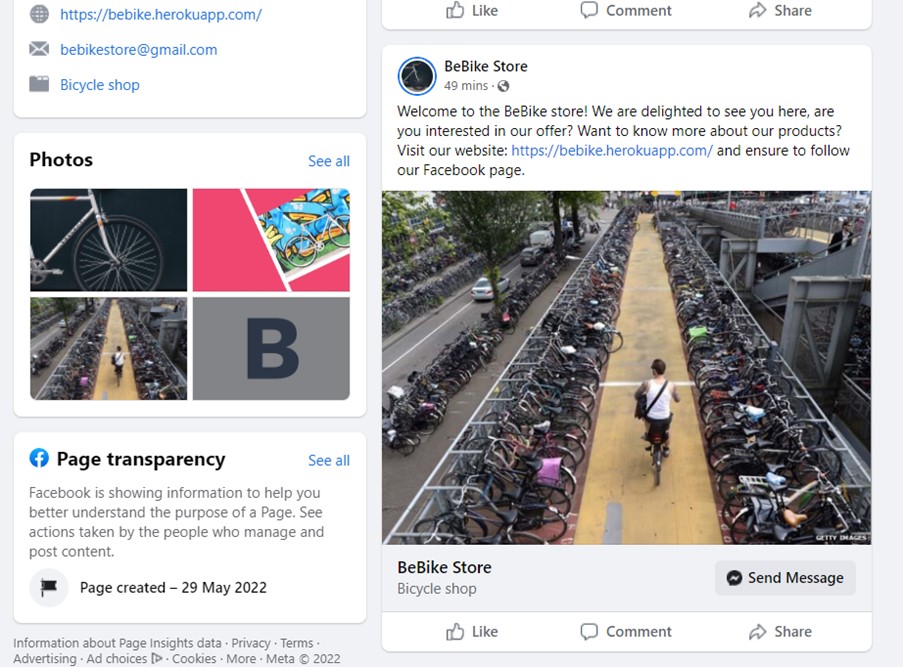 https://bebike.herokuapp.com/
bebikestore@gmail.com
Bicycle shop
Photos
See all
B
Page transparency
See all
Facebook is showing information to help you
better understand the purpose of a Page. See
actions taken by the people who manage and
post content.
Page created – 29 May 2022
Information about Page Insights data · Privacy · Terms ·
Advertising · Ad choices · Cookies · More · Meta © 2022
Like Comment Share
BeBike Store
49 mins ·
Welcome to the BeBike store! We are delighted to see you here, are
you interested in our offer? Want to know more about our products?
Visit our website: https://bebike.herokuapp.com/ and ensure to follow
our Facebook page.
GETTY IMAGES
BeBike Store
Bicycle shop
Send Message
Like Comment Share